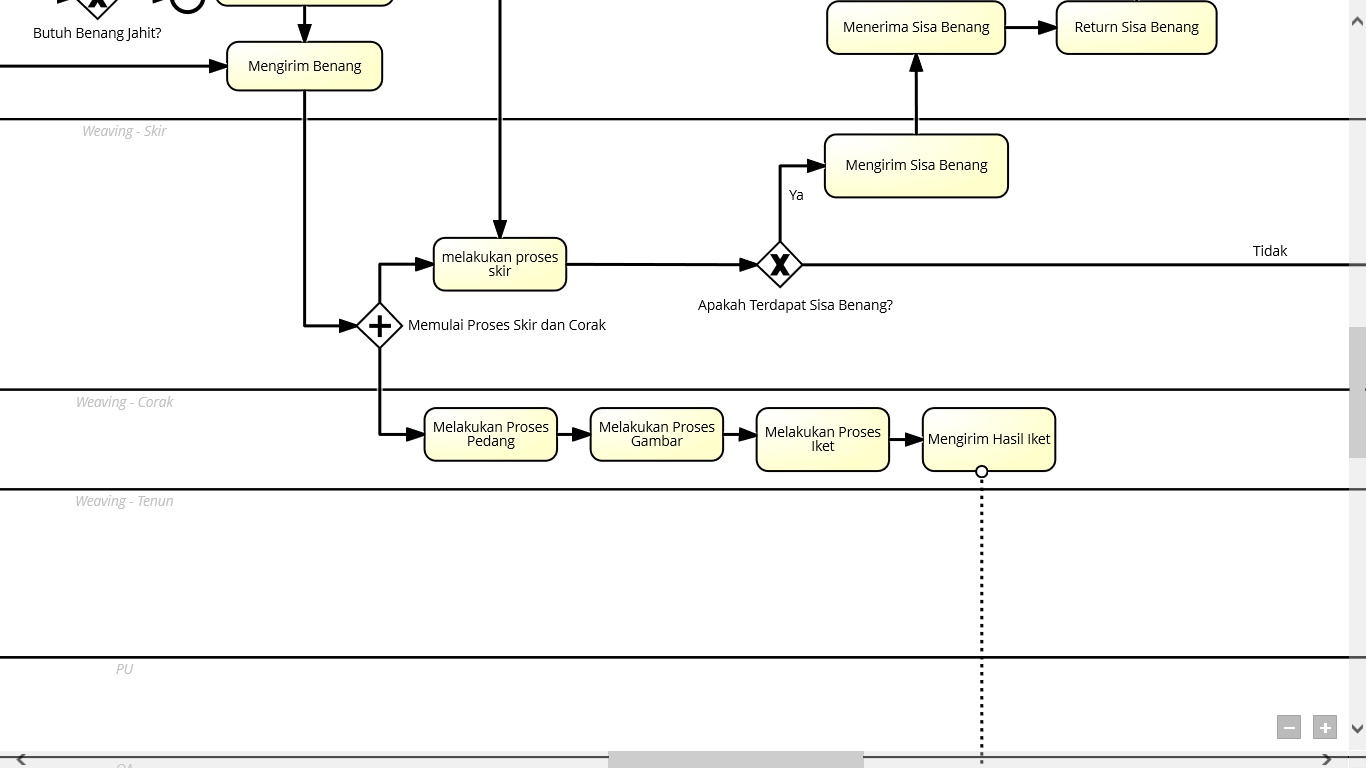 Butuh Benang Jahit?
Mengirim Benang
Menerima Sisa Benang
Return Sisa Benang
Weaving - Skir
Mengirim Sisa Benang
Ya
melakukan proses
skir
Tidak
Apakah Terdapat Sisa Benang?
Memulai Proses Skir dan Corak
Weaving - Corak
Melakukan Proses
Pedang
Melakukan Proses
Gambar
Melakukan Proses
Iket
Mengirim Hasil Iket
Weaving - Tenun
PU